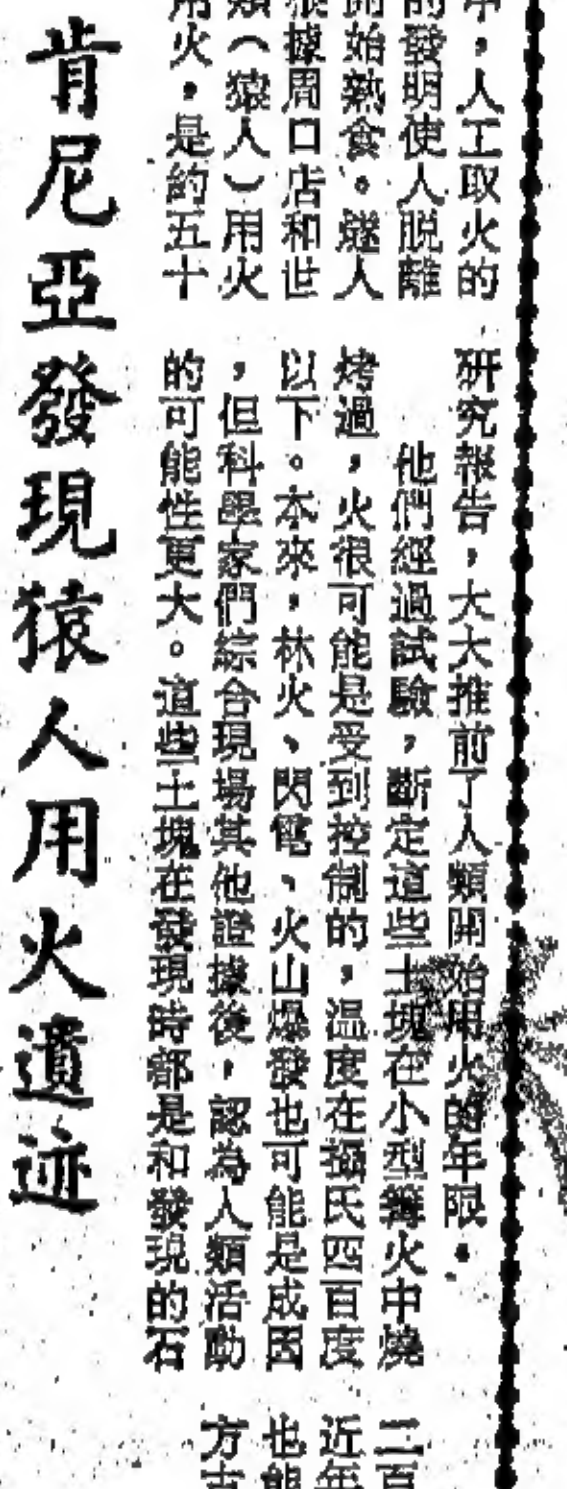 肯尼亞發現猿人用火遺迹
，人工取火的
的發明使人脫離
開始熟食。燧人
根據周口店和世
類（猿人）用火
用火，是約五十
研究報告，大大推前了人類開始用火的年限。
他們經過試驗，斷定這些土塊在小型篝火中燒
烤過，火很可能是受到控制的，溫度在攝氏四百度
以下。本來，林火、閃電、火山爆發也可能是成因
，但科學家們綜合現場其他證據後，認為人類活動
的可能性更大。這些土塊在發現時都是和發現的石
二百
近年
也能
方古